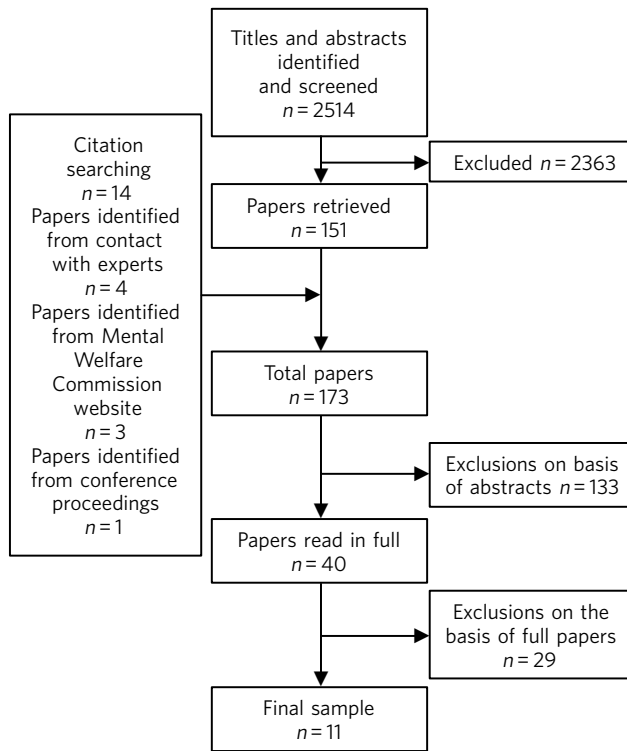 Titles and abstracts
identified
and screened
n = 2514
Excluded n = 2363
Papers retrieved
n = 151
Citation
searching
n = 14
Papers identified
from contact
with experts
n = 4
Papers identified
from Mental
Welfare
Commission
website
n = 3
Papers identified
from conference
proceedings
n = 1
Total papers
n = 173
Exclusions on basis
of abstracts n = 133
Papers read in full
n = 40
Exclusions on the
basis of full papers
n = 29
Final sample
n = 11